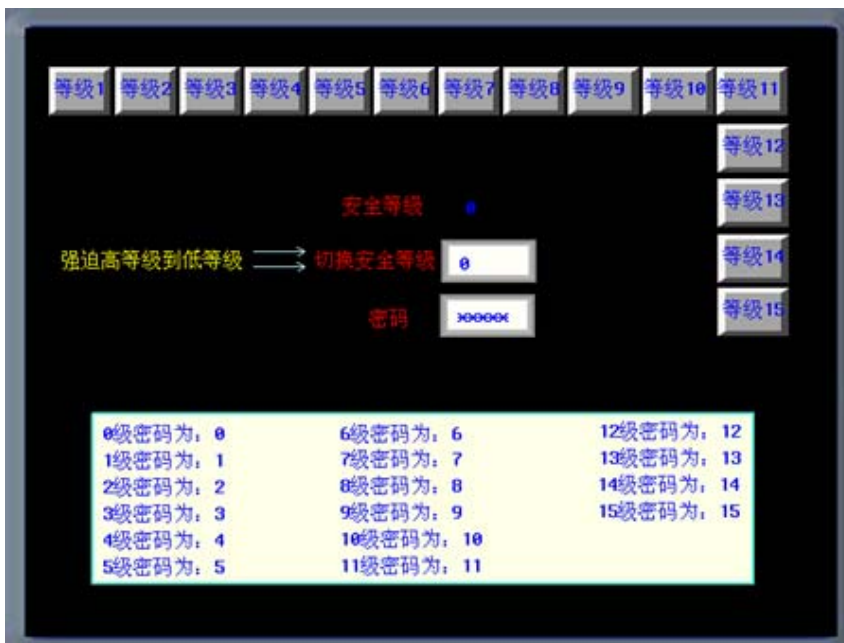 等级1 等级2 等级3 等级4 等级5 等级6 等级7 等级8 等级9 等级10 等级11
等级12
安全等级 0 等级13
强迫高等级到低等级 切换安全等级 0 等级14
密码 ***** 等级15
0级密码为：0 6级密码为：6 12级密码为：12
1级密码为：1 7级密码为：7 13级密码为：13
2级密码为：2 8级密码为：8 14级密码为：14
3级密码为：3 9级密码为：9 15级密码为：15
4级密码为：4 10级密码为：10
5级密码为：5 11级密码为：11